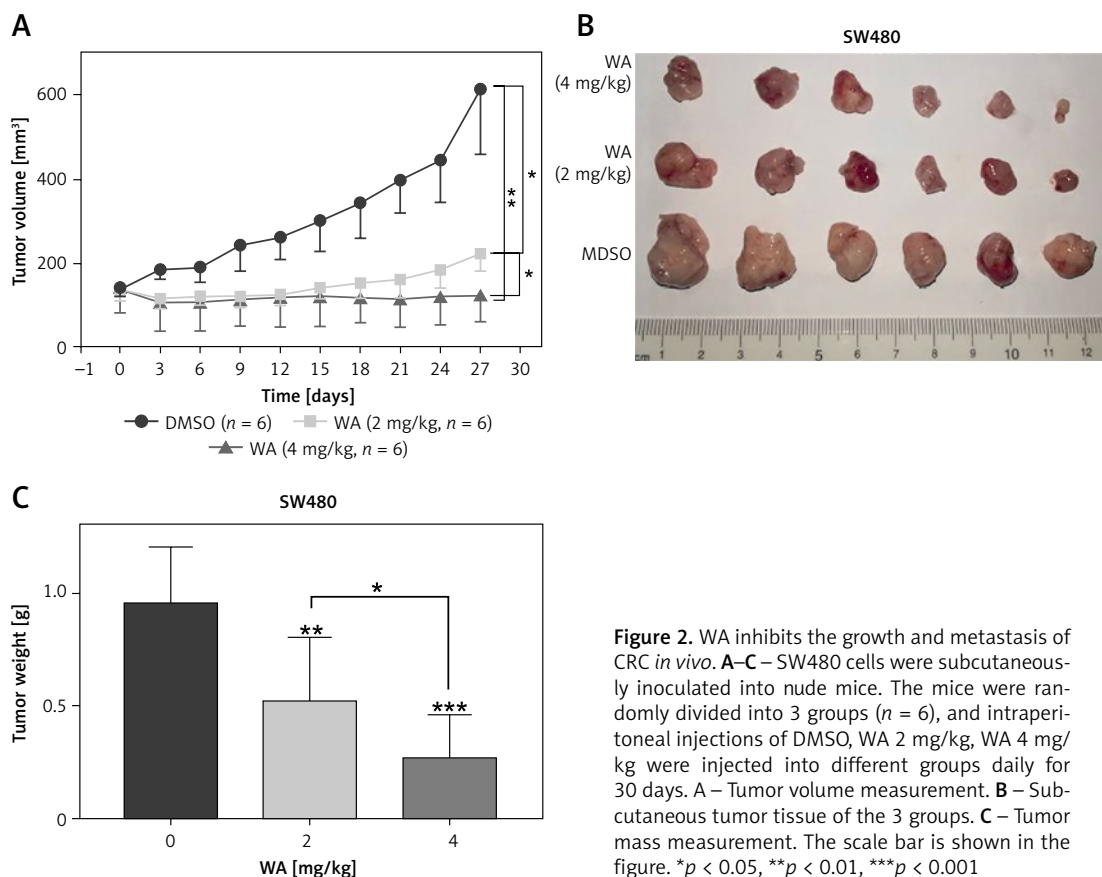 A
Tumor volume [mm³]
600
400
200
0
–1 0 3 6 9 12 15 18 21 24 27 30
Time [days]
*
**
*
DMSO (n = 6) WA (2 mg/kg, n = 6)
WA (4 mg/kg, n = 6)
B
SW480
WA
(4 mg/kg)
WA
(2 mg/kg)
MDSO
cm 1 2 3 4 5 6 7 8 9 10 11 12
C
SW480
Tumor weight [g]
1.0
0.5
0
*
**
***
0 2 4
WA [mg/kg]
Figure 2. WA inhibits the growth and metastasis of
CRC in vivo. A–C – SW480 cells were subcutaneous-
ly inoculated into nude mice. The mice were ran-
domly divided into 3 groups (n = 6), and intraperi-
toneal injections of DMSO, WA 2 mg/kg, WA 4 mg/
kg were injected into different groups daily for
30 days. A – Tumor volume measurement. B – Sub-
cutaneous tumor tissue of the 3 groups. C – Tumor
mass measurement. The scale bar is shown in the
figure. *p < 0.05, **p < 0.01, ***p < 0.001